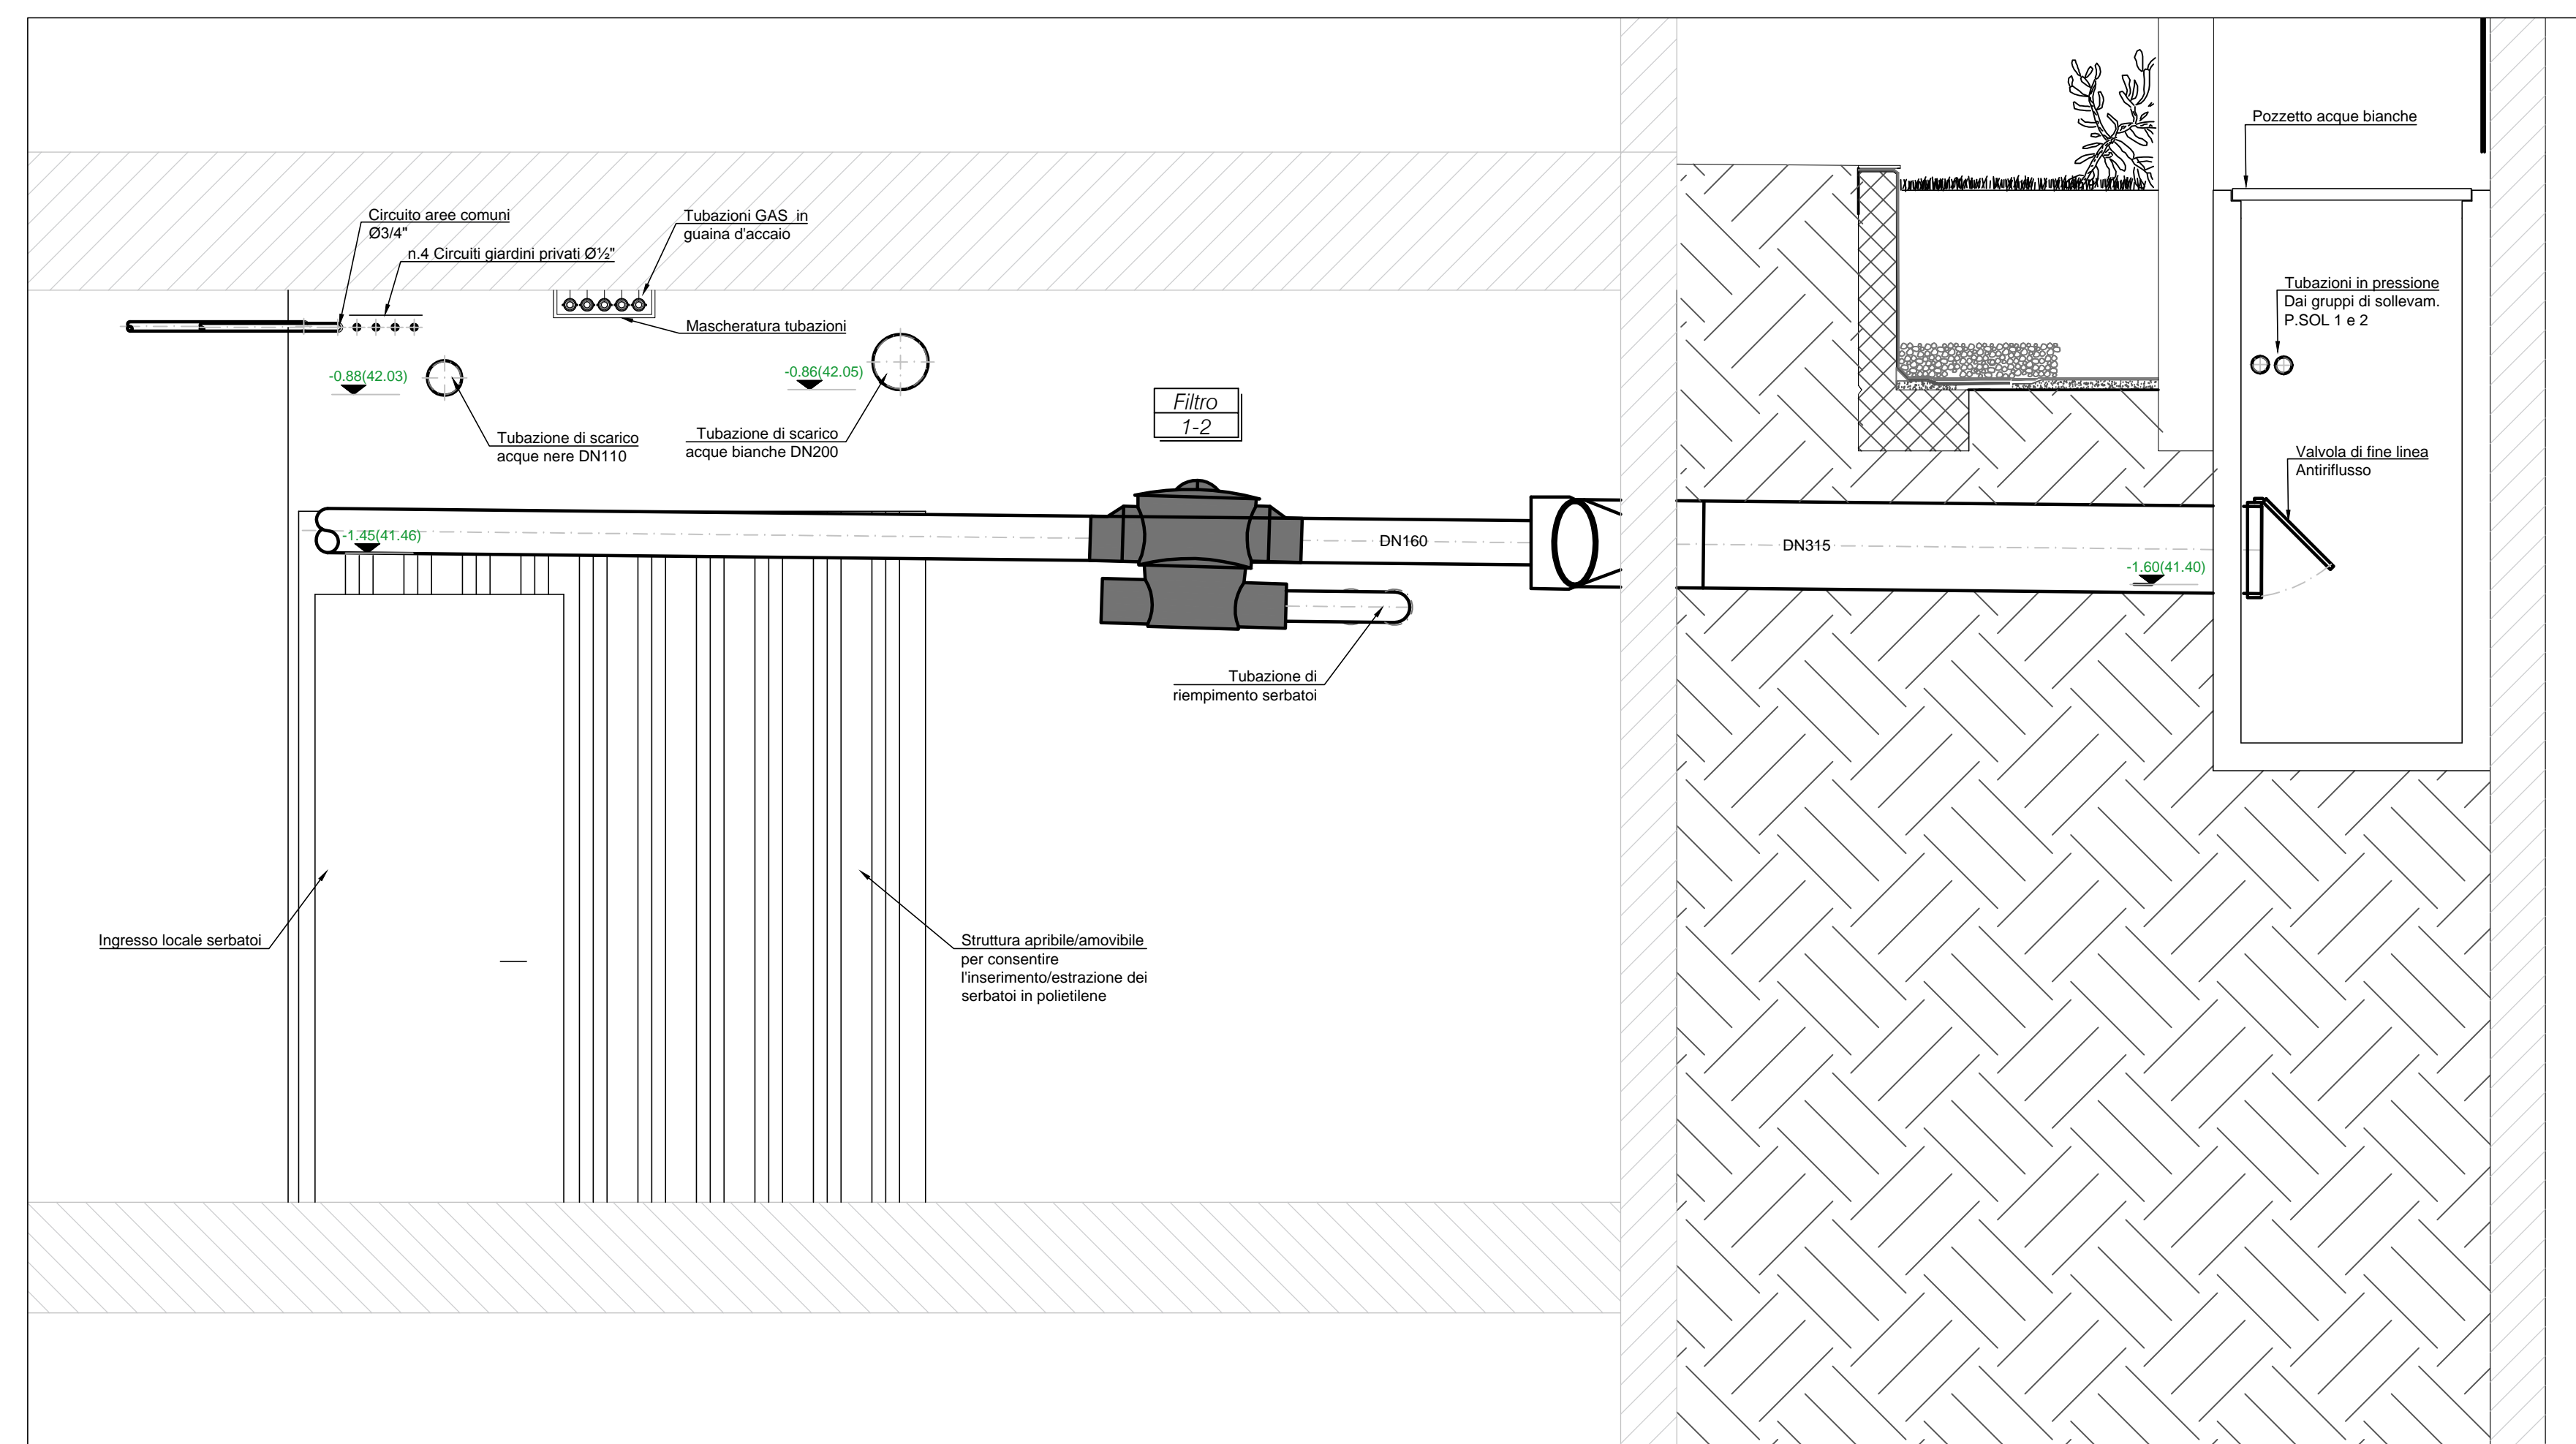 Pozzetto acque bianche
Circuito aree comuni
Ø3/4"
n.4 Circuiti giardini privati Ø½"
Tubazioni GAS  in
guaina d'accaio
Mascheratura tubazioni
Tubazioni in pressione
Dai gruppi di sollevam.
P.SOL 1 e 2
-0.88(42.03)
-0.86(42.05)
Filtro
1-2
Tubazione di scarico
acque nere DN110
Tubazione di scarico
acque bianche DN200
Valvola di fine linea
Antiriflusso
-1.45(41.46)
DN160
DN315
-1.60(41.40)
Tubazione di
riempimento serbatoi
Ingresso locale serbatoi
Struttura apribile/amovibile
per consentire
l'inserimento/estrazione dei
serbatoi in polietilene